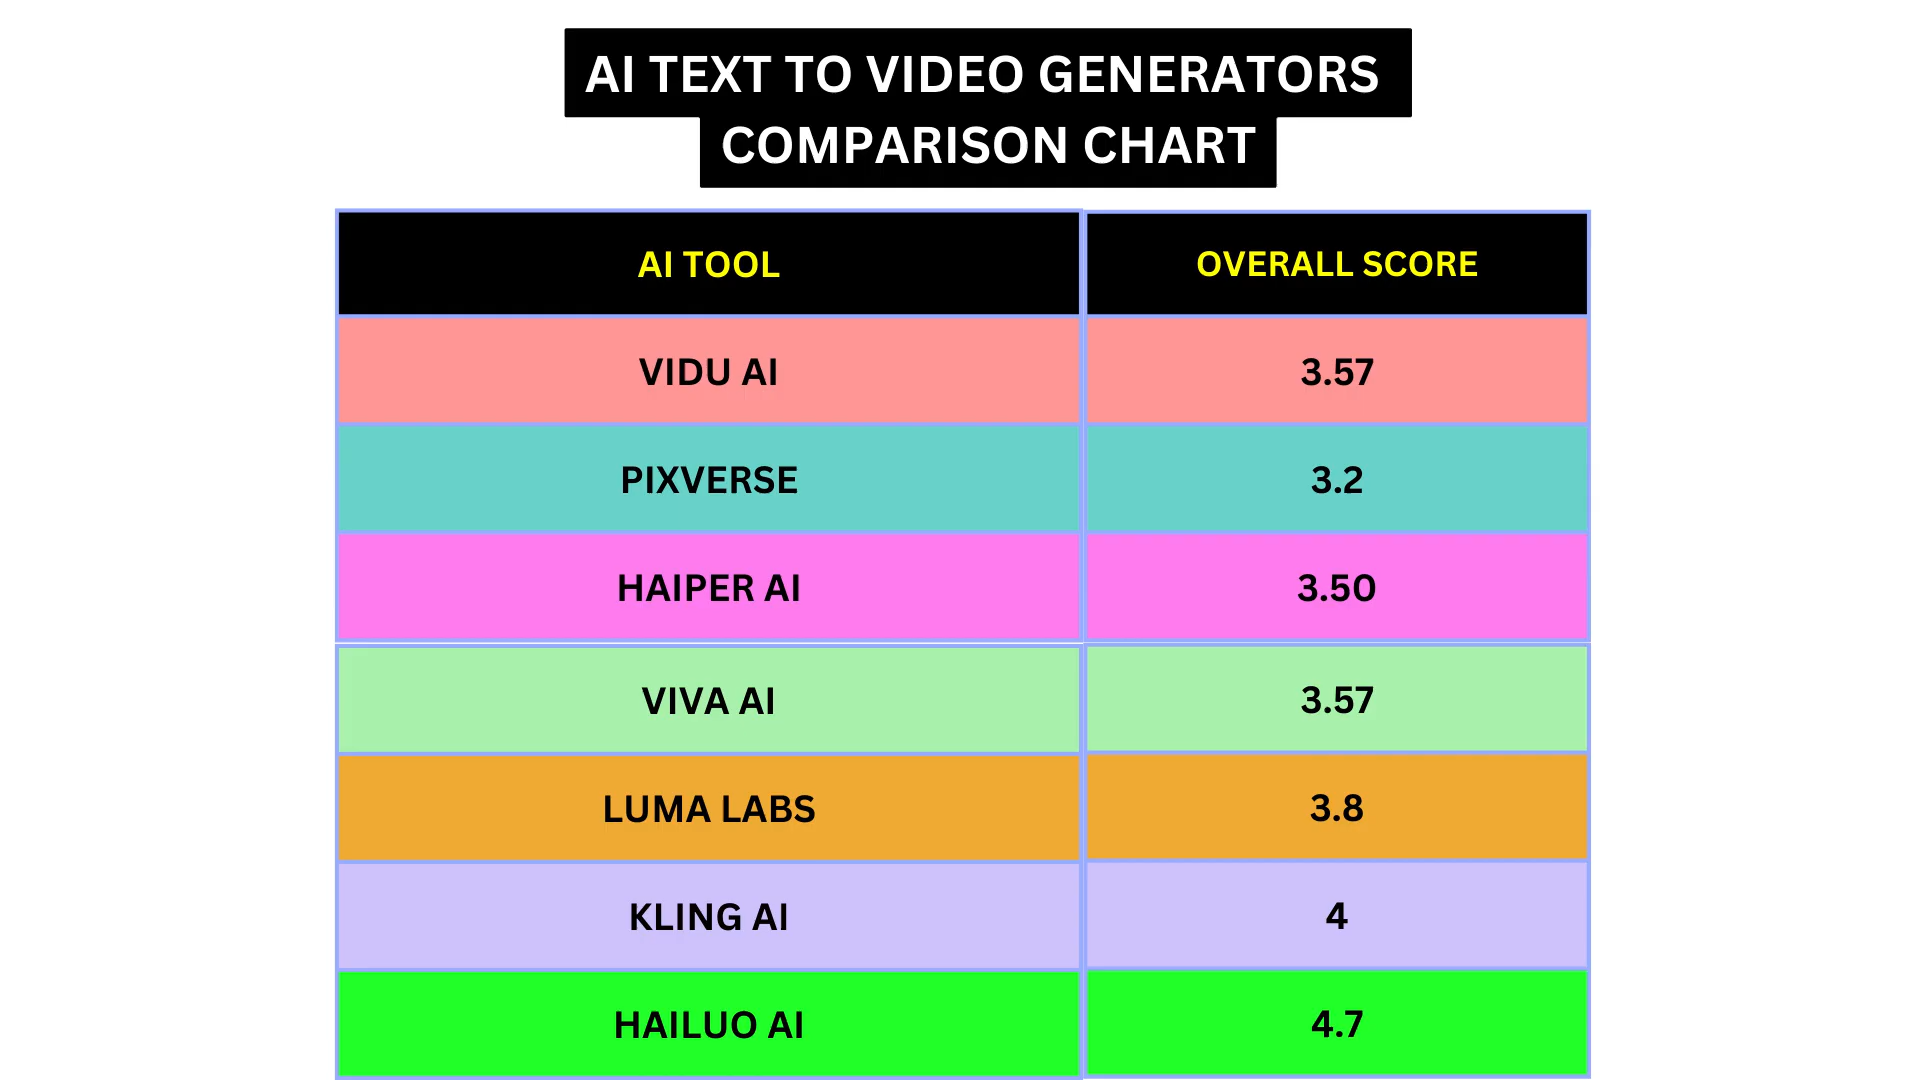 AI TEXT TO VIDEO GENERATORS
COMPARISON CHART
AI TOOL OVERALL SCORE
VIDU AI 3.57
PIXVERSE 3.2
HAIPER AI 3.50
VIVA AI 3.57
LUMA LABS 3.8
KLING AI 4
HAILUO AI 4.7